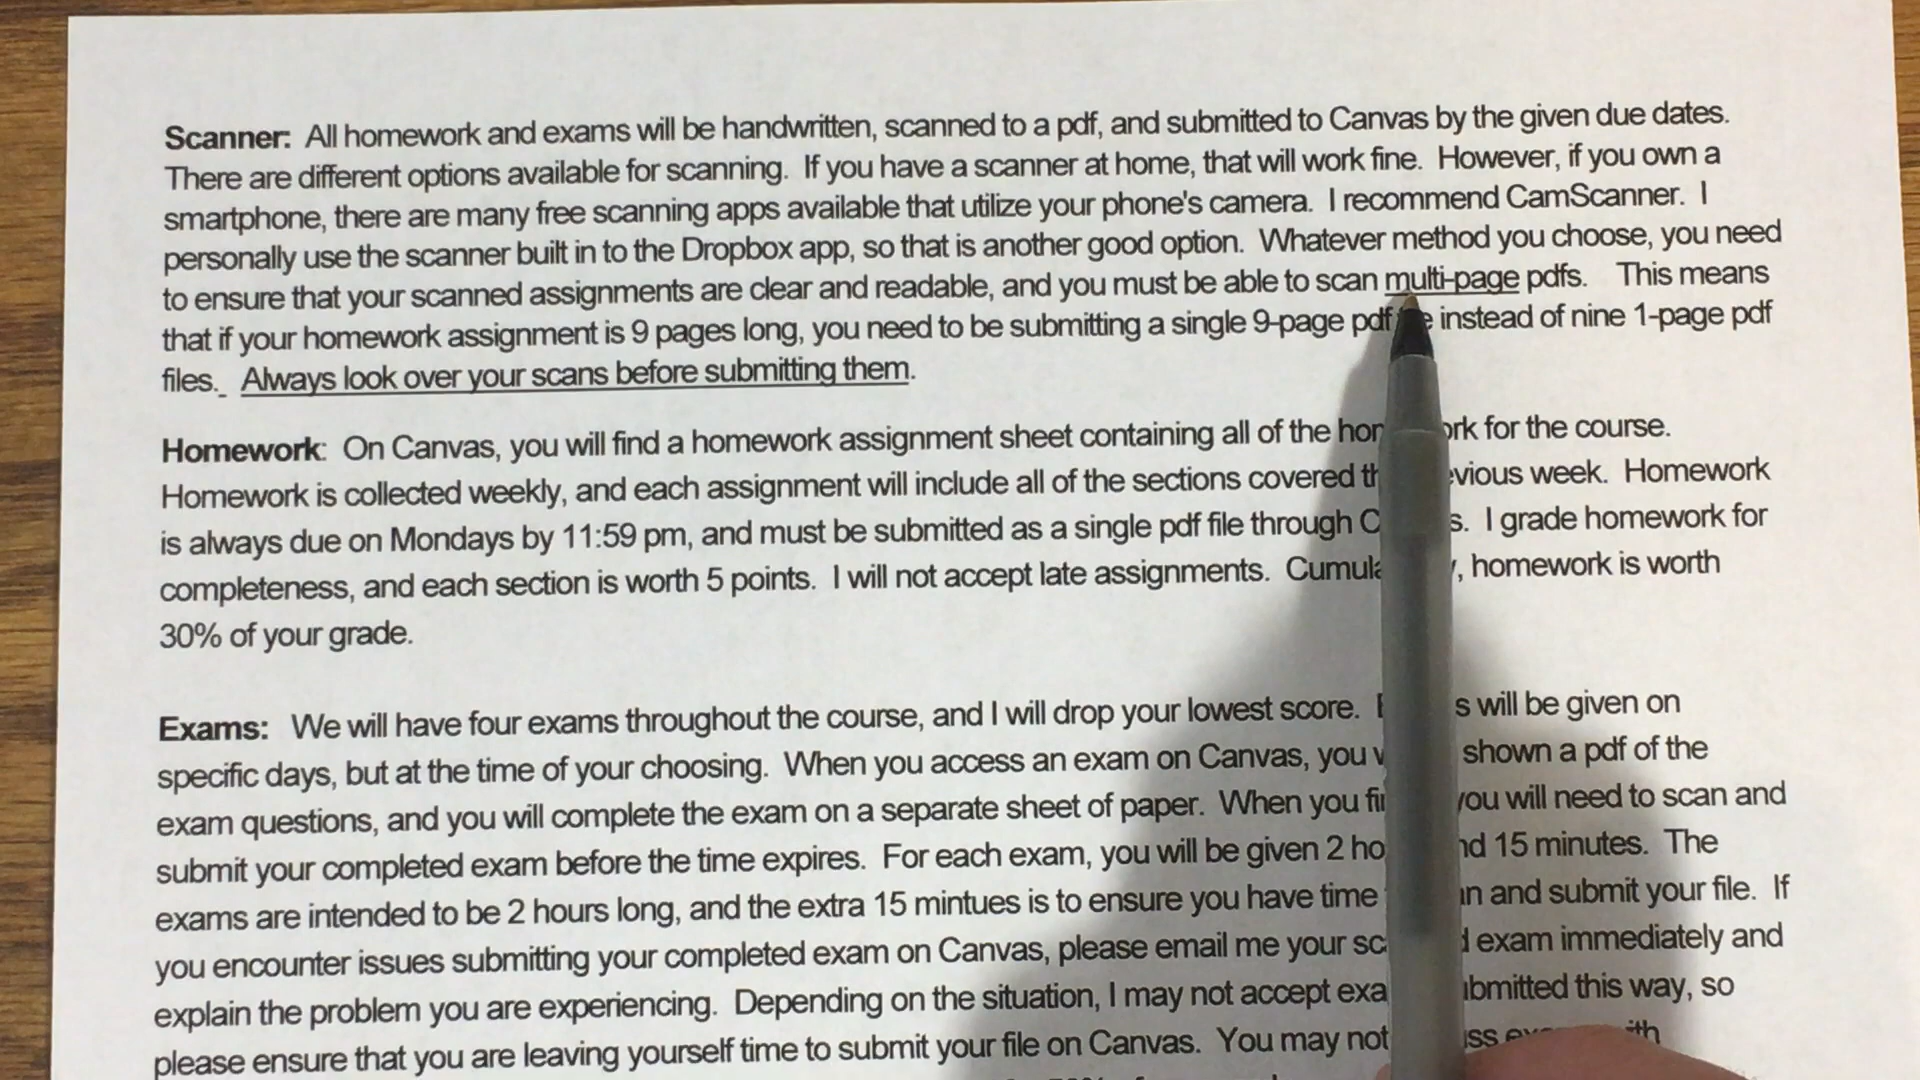 Scanner: All homework and exams will be handwritten, scanned to a pdf, and submitted to Canvas by the given due dates.
There are different options available for scanning. If you have a scanner at home, that will work fine. However, if you own a
smartphone, there are many free scanning apps available that utilize your phone's camera. I recommend CamScanner. I
personally use the scanner built in to the Dropbox app, so that is another good option. Whatever method you choose, you need
to ensure that your scanned assignments are clear and readable, and you must be able to scan multi-page pdfs. This means
that if your homework assignment is 9 pages long, you need to be submitting a single 9-page pdf instead of nine 1-page pdf
files. Always look over your scans before submitting them.
Homework: On Canvas, you will find a homework assignment sheet containing all of the for the course.
Homework is collected weekly, and each assignment will include all of the sections covered week. Homework
is always due on Mondays by 11:59 pm, and must be submitted as a single pdf file through I grade homework for
completeness, and each section is worth 5 points. I will not accept late assignments. homework is worth
30% of your grade.
Exams: We will have four exams throughout the course, and I will drop your lowest score. will be given on
specific days, but at the time of your choosing. When you access an exam on Canvas, you shown a pdf of the
exam questions, and you will complete the exam on a separate sheet of paper. When you you will need to scan and
submit your completed exam before the time expires. For each exam, you will be given 2 15 minutes. The
exams are intended to be 2 hours long, and the extra 15 mintues is to ensure you have time and submit your file. If
you encounter issues submitting your completed exam on Canvas, please email me your exam immediately and
explain the problem you are experiencing. Depending on the situation, I may not accept this way, so
please ensure that you are leaving yourself time to submit your file on Canvas. You may not